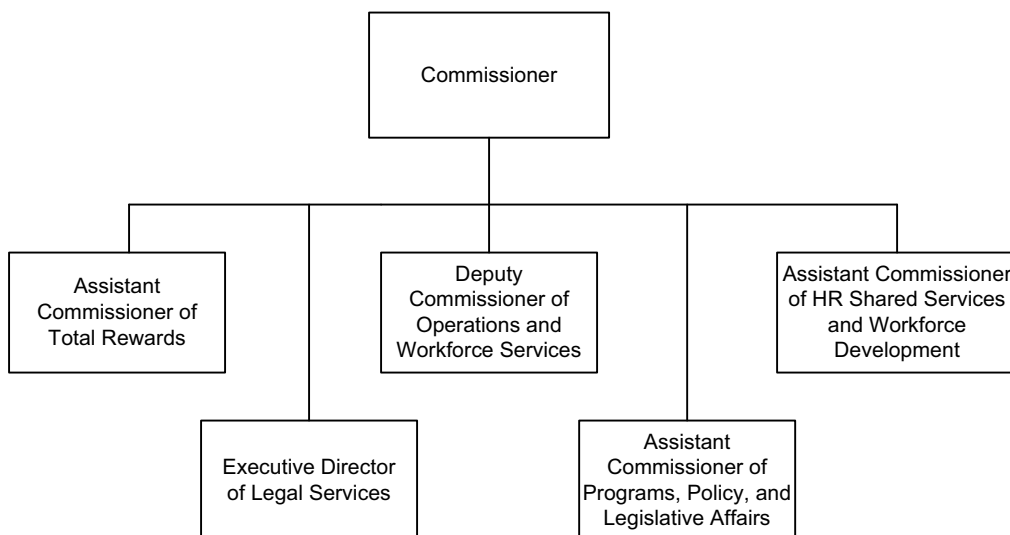 Commissioner
Assistant
Commissioner of
Total Rewards
Deputy
Commissioner of
Operations and
Workforce Services
Assistant Commissioner
of HR Shared Services
and Workforce
Development
Executive Director
of Legal Services
Assistant
Commissioner of
Programs, Policy, and
Legislative Affairs